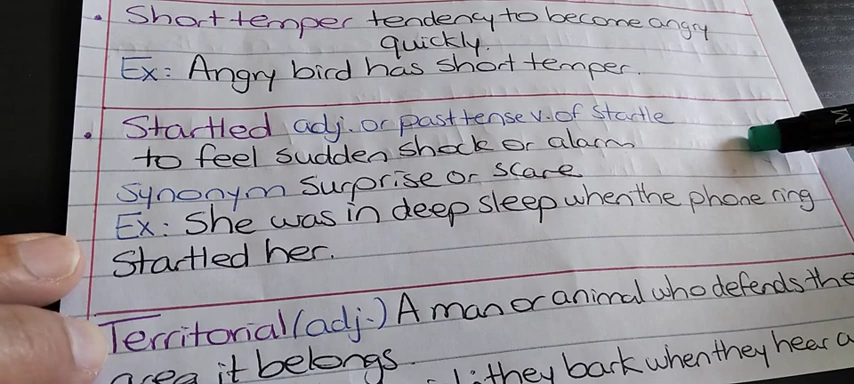 • Short temper tendency to become angry
quickly.
Ex: Angry bird has short temper.
• Startled adj. or past tense v. of startle
to feel sudden shock or alarm
Synonym surprise or scare
Ex: She was in deep sleep when the phone ring
Startled her.
Territorial (adj.) A man or animal who defends the
area it belongs
they bark when they hear a
M